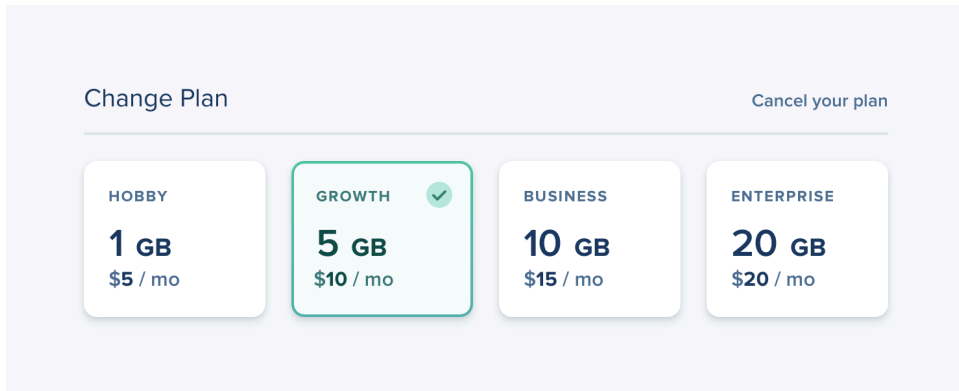 Change Plan
Cancel your plan
HOBBY
1 GB
$5 / mo
GROWTH
5 GB
$10 / mo
BUSINESS
10 GB
$15 / mo
ENTERPRISE
20 GB
$20 / mo